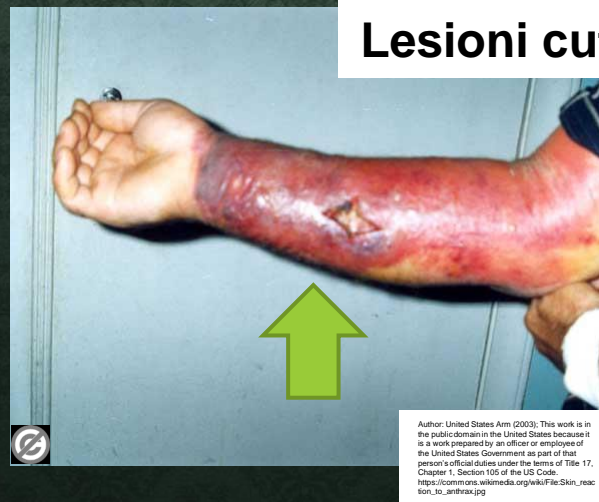 Lesioni cu
Author: United States Arm (2003); This work is in
the public domain in the United States because it
is a work prepared by an officer or employee of
the United States Government as part of that
person's official duties under the terms of Title 17,
Chapter 1, Section 105 of the US Code.
https://commons.wikimedia.org/wiki/File:Skin_reac
tion_to_anthrax.jpg